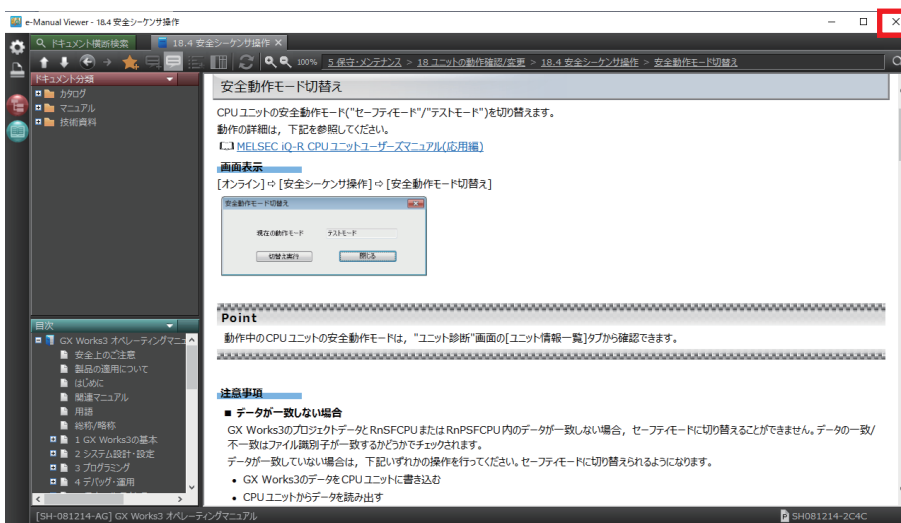 e-Manual Viewer - 18.4 安全シーケンサ操作
ドキュメント横断検索
18.4 安全シーケンサ操作
100%
5 保守・メンテナンス > 18 ユニットの動作確認/変更 > 18.4 安全シーケンサ操作 > 安全動作モード切替え
ドキュメント分類
カタログ
マニュアル
技術資料
安全動作モード切替え
CPUユニットの安全動作モード("セーフティモード"/"テストモード")を切り替えます。
動作の詳細は，下記を参照してください。
MELSEC iQ-R CPUユニットユーザーズマニュアル(応用編)
画面表示
[オンライン]⇨[安全シーケンサ操作]⇨[安全動作モード切替え]
安全動作モード切替え
現在の動作モード
テストモード
切替え実行
閉じる
Point
動作中のCPUユニットの安全動作モードは，"ユニット診断"画面の[ユニット情報一覧]タブから確認できます。
目次
GX Works3 オペレーティングマニュ
安全上のご注意
製品の適用について
はじめに
関連マニュアル
用語
総称/略称
1 GX Works3の基本
2 システム設計・設定
3 プログラミング
4 デバッグ・運用
注意事項
■ データが一致しない場合
GX Works3のプロジェクトデータとRnSFCPUまたはRnPSFCPU内のデータが一致しない場合，セーフティモードに切り替えることができません。データの一致/
不一致はファイル識別子が一致するかどうかでチェックされます。
データが一致していない場合は，下記いずれかの操作を行ってください。セーフティモードに切り替えられるようになります。
• GX Works3のデータをCPUユニットに書き込む
• CPUユニットからデータを読み出す
[SH-081214-AG] GX Works3 オペレーティングマニュアル
SH081214-2C4C